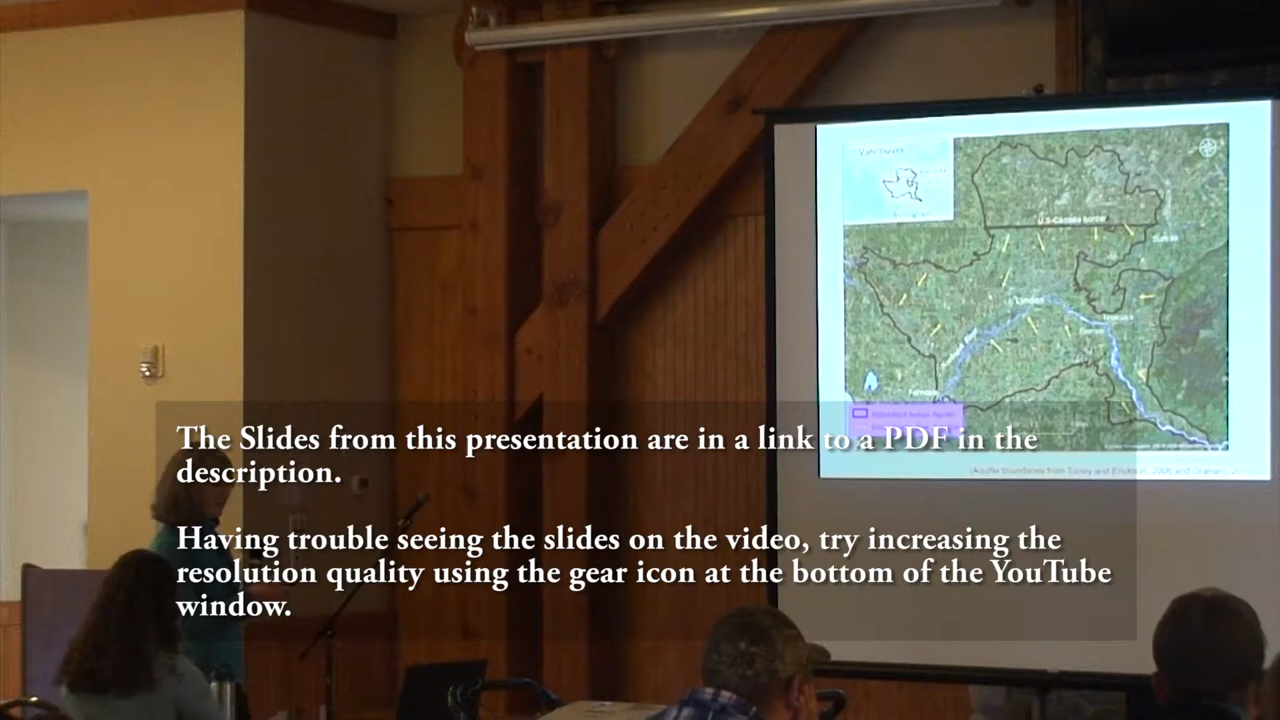 Vancouver
U.S-Canada border
Sumas
Lynden
Everson
Ferndale
(Aquifer boundaries from Tooley and Erickson, 2006 and Graham,
The Slides from this presentation are in a link to a PDF in the
description.
Having trouble seeing the slides on the video, try increasing the
resolution quality using the gear icon at the bottom of the YouTube
window.